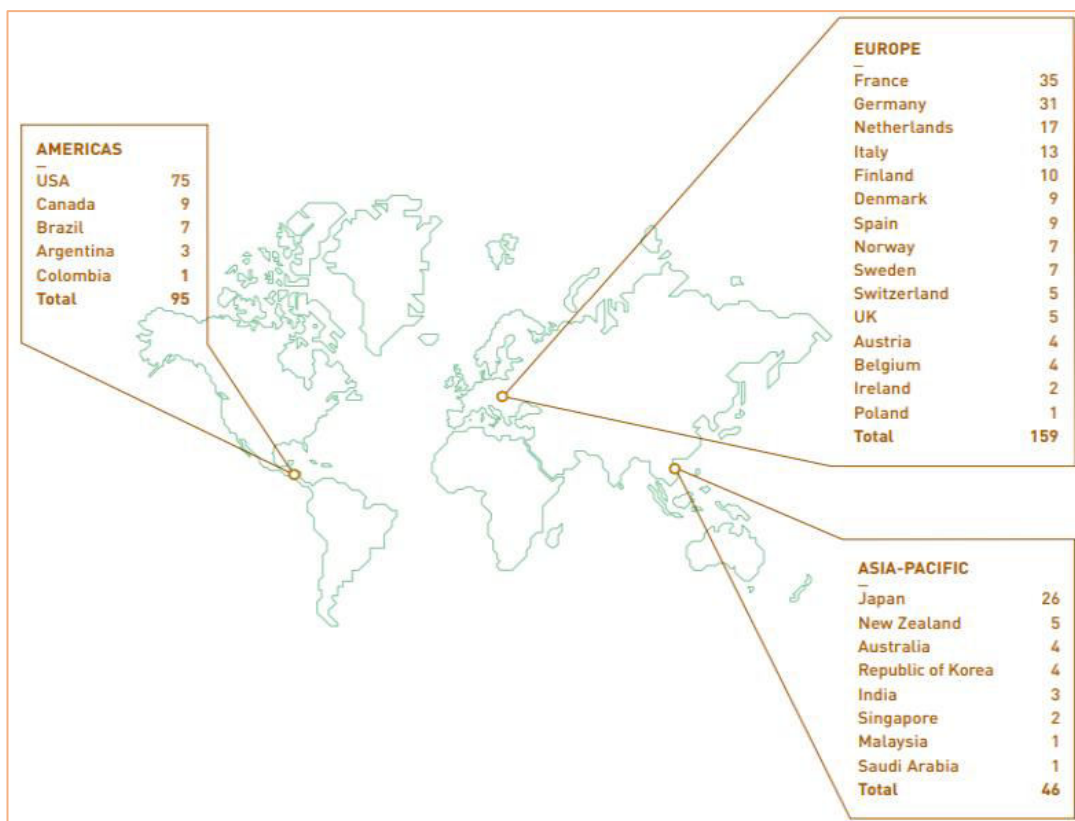 AMERICAS
USA 75
Canada 9
Brazil 7
Argentina 3
Colombia 1
Total 95
EUROPE
France 35
Germany 31
Netherlands 17
Italy 13
Finland 10
Denmark 9
Spain 9
Norway 7
Sweden 7
Switzerland 5
UK 5
Austria 4
Belgium 4
Ireland 2
Poland 1
Total 159
ASIA-PACIFIC
Japan 26
New Zealand 5
Australia 4
Republic of Korea 4
India 3
Singapore 2
Malaysia 1
Saudi Arabia 1
Total 46